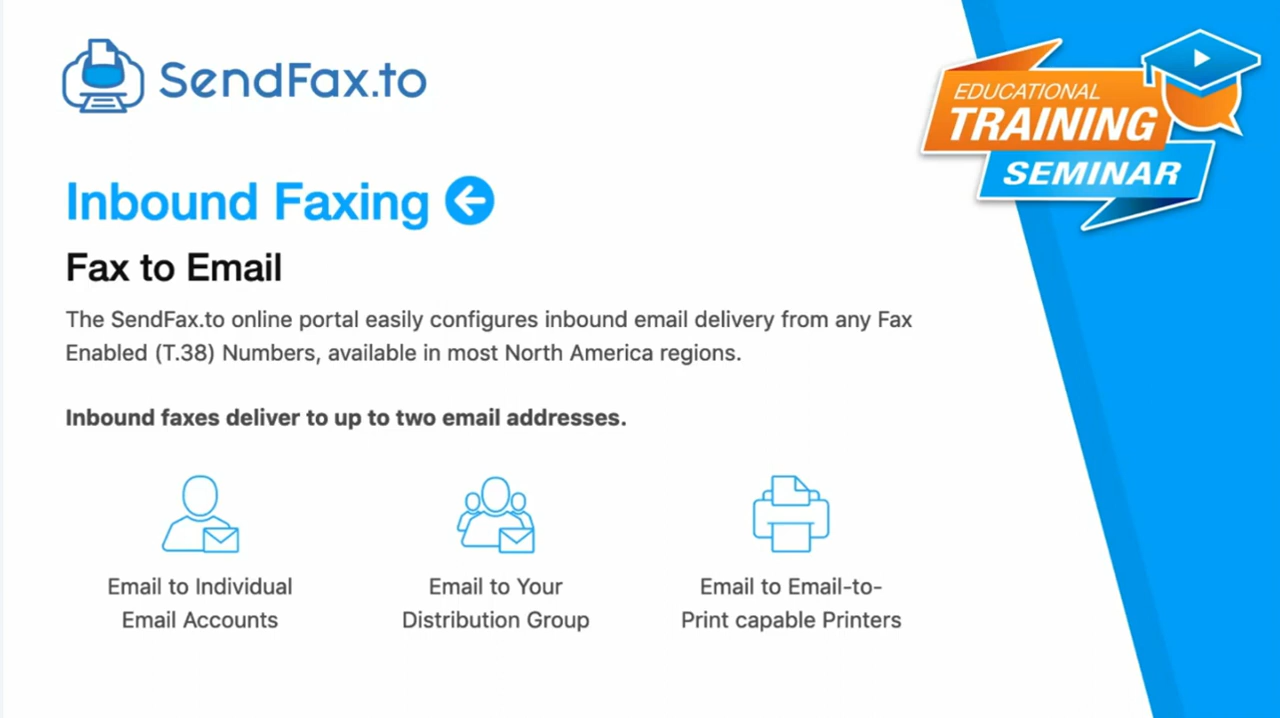 SendFax.to
EDUCATIONAL
TRAINING
SEMINAR
Inbound Faxing
Fax to Email
The SendFax.to online portal easily configures inbound email delivery from any Fax
Enabled (T.38) Numbers, available in most North America regions.
Inbound faxes deliver to up to two email addresses.
Email to Individual
Email Accounts
Email to Your
Distribution Group
Email to Email-to-
Print capable Printers